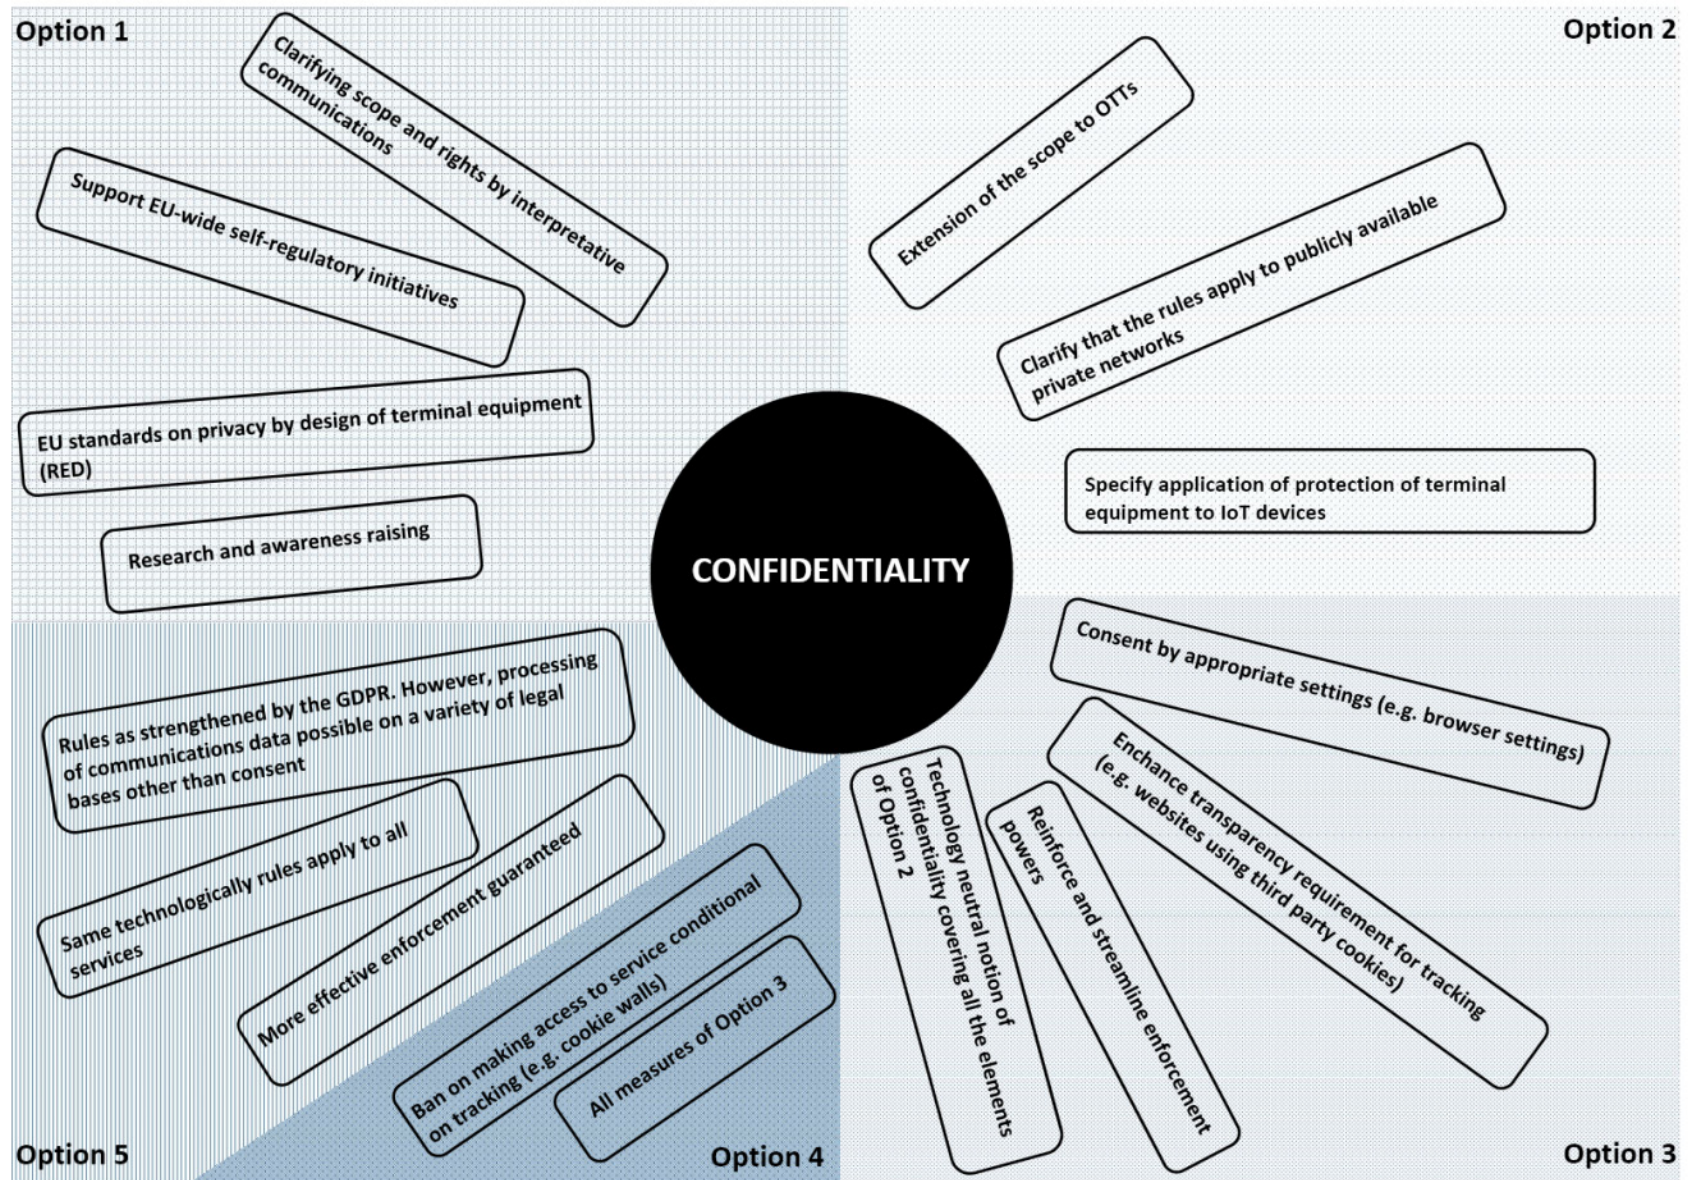 Option 1
Clarifying scope and rights by interpretative
communications
Support EU-wide self-regulatory initiatives
EU standards on privacy by design of terminal equipment
(RED)
Research and awareness raising
Option 2
Extension of the scope to OTTs
Clarify that the rules apply to publicly available
private networks
Specify application of protection of terminal
equipment to IoT devices
CONFIDENTIALITY
Consent by appropriate settings (e.g. browser settings)
Enchance transparency requirement for tracking
(e.g. websites using third party cookies)
Reinforce and streamline enforcement
powers
Technology neutral notion of
confidentiality covering all the elements
of Option 2
Option 3
Rules as strengthened by the GDPR. However, processing
of communications data possible on a variety of legal
bases other than consent
Same technologically rules apply to all
services
More effective enforcement guaranteed
Option 5
Ban on making access to service conditional
on tracking (e.g. cookie walls)
All measures of Option 3
Option 4